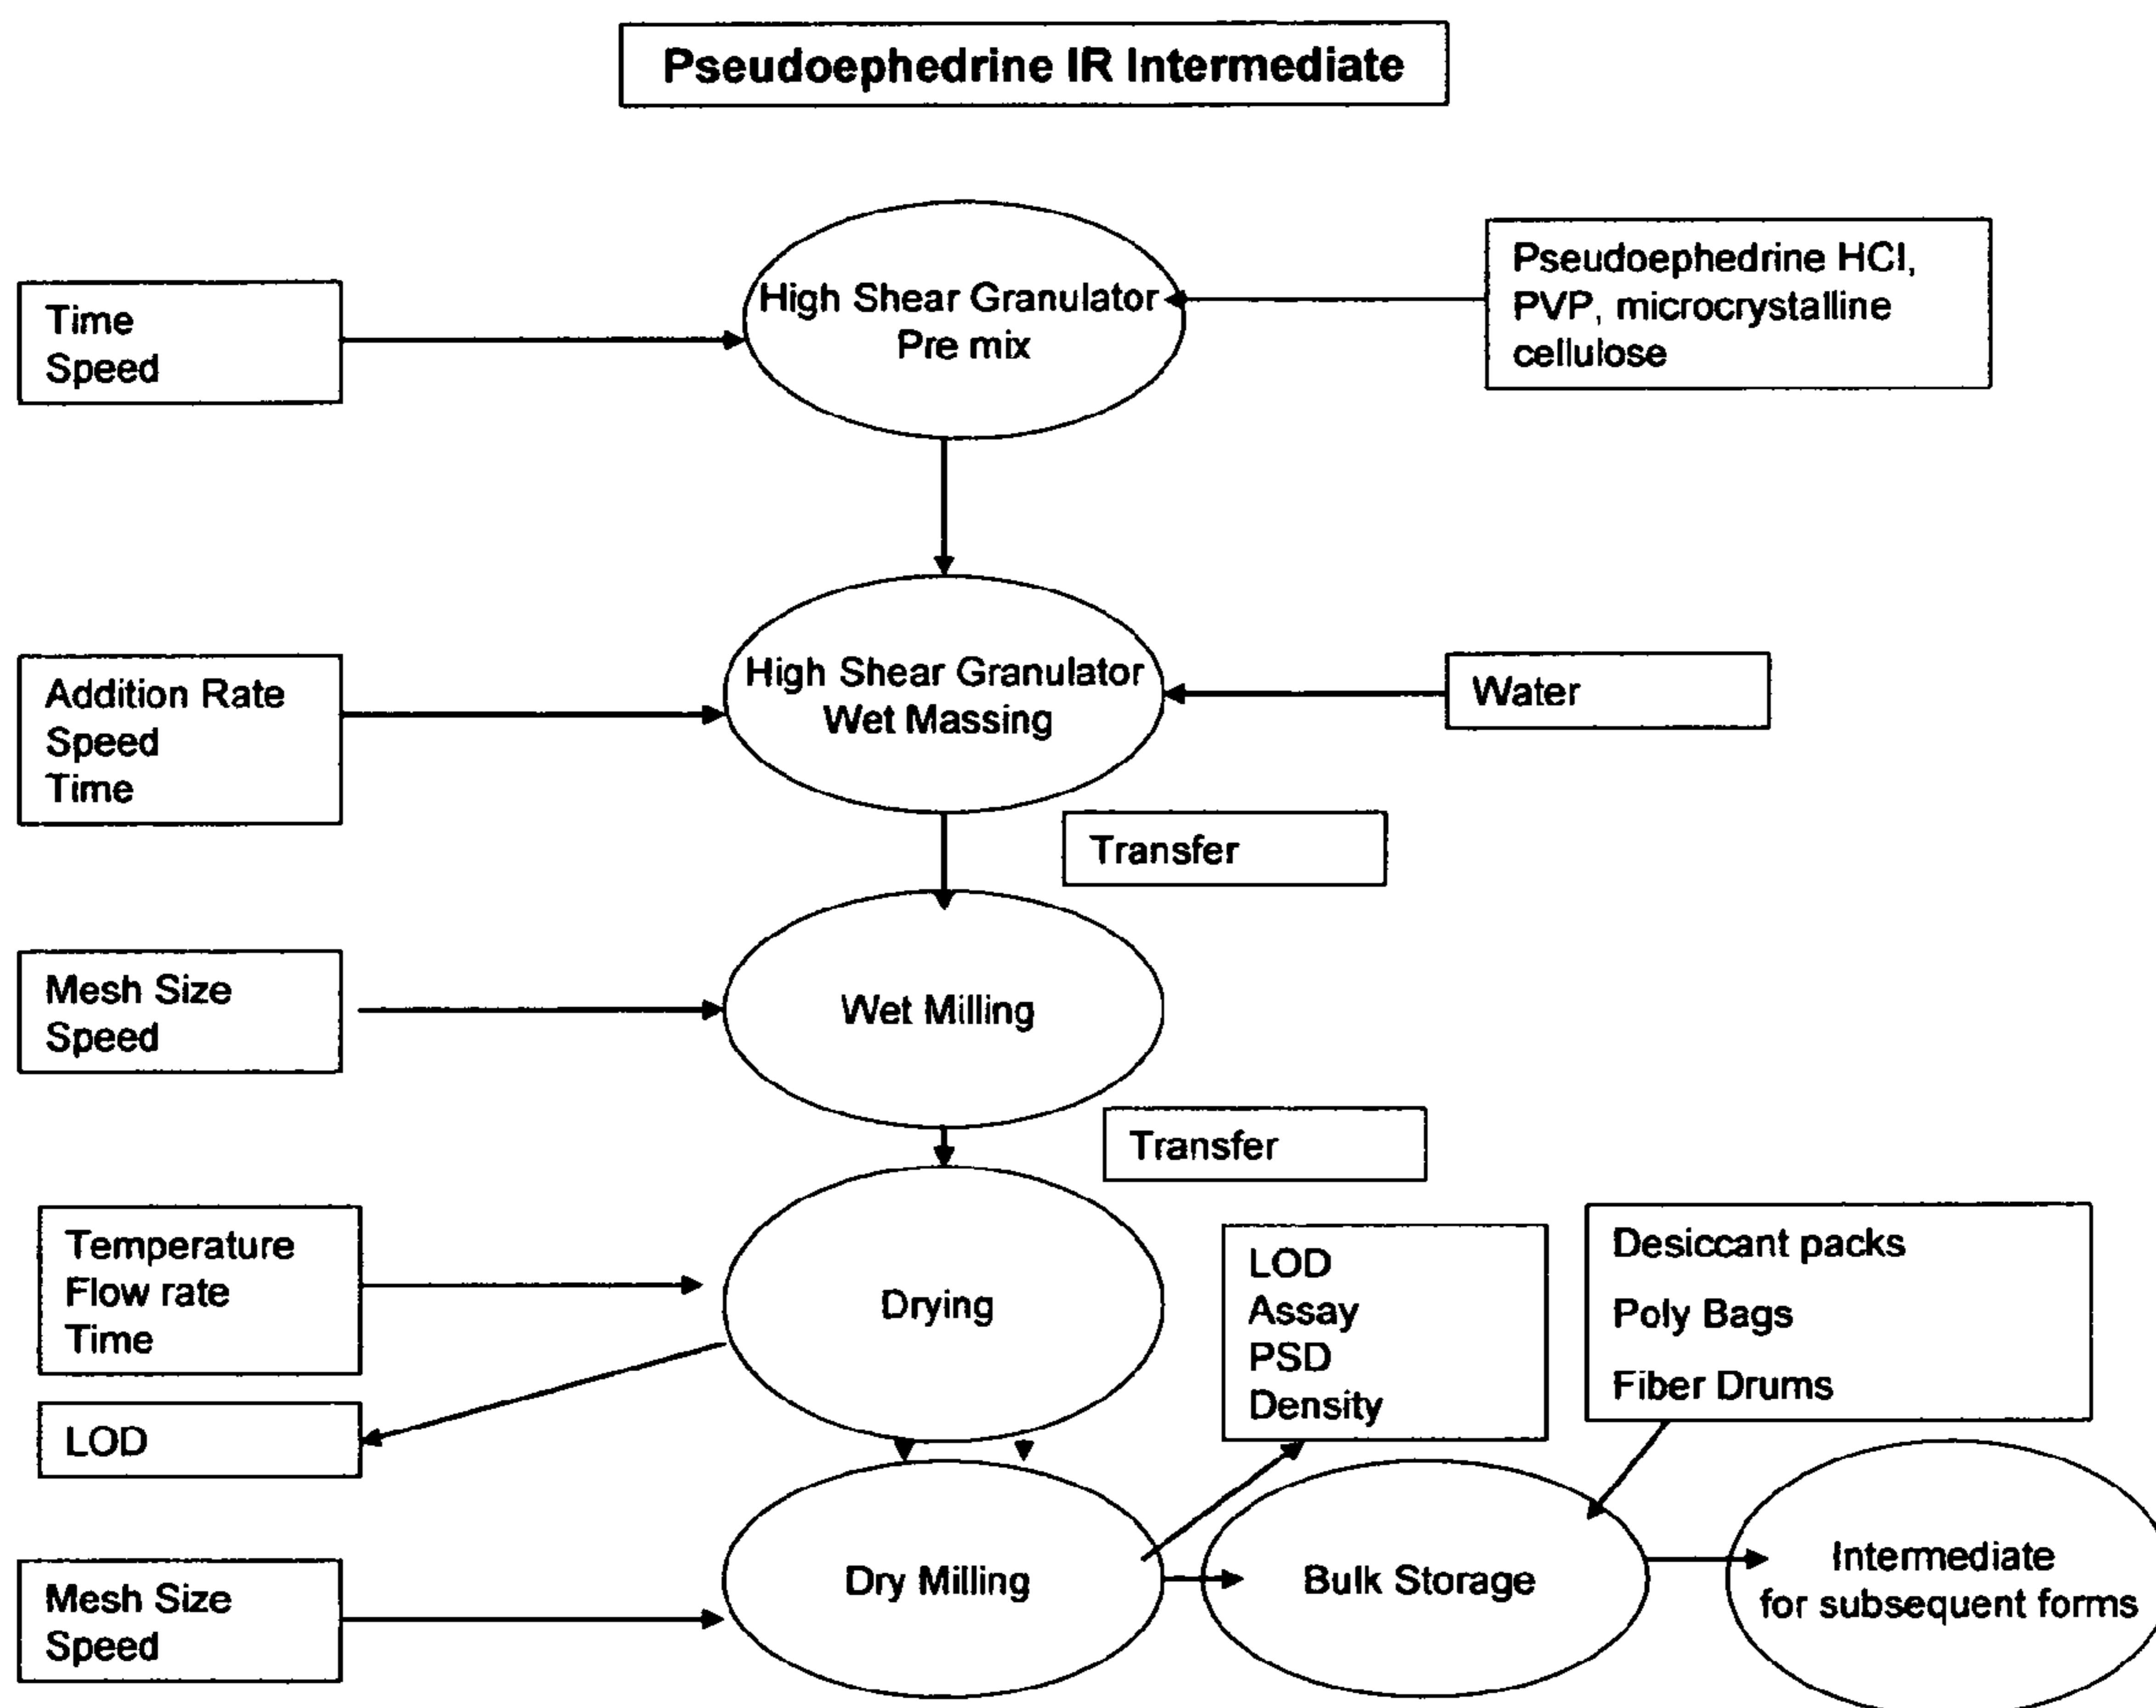 Pseudoephedrine IR Intermediate
Time
Speed
High Shear Granulator
Pre mix
Pseudoephedrine HCl,
PVP, microcrystalline
cellulose
Addition Rate
Speed
Time
High Shear Granulator
Wet Massing
Water
Transfer
Mesh Size
Speed
Wet Milling
Transfer
Temperature
Flow rate
Time
Drying
LOD
Assay
PSD
Density
Desiccant packs
Poly Bags
Fiber Drums
LOD
Mesh Size
Speed
Dry Milling
Bulk Storage
Intermediate
for subsequent forms